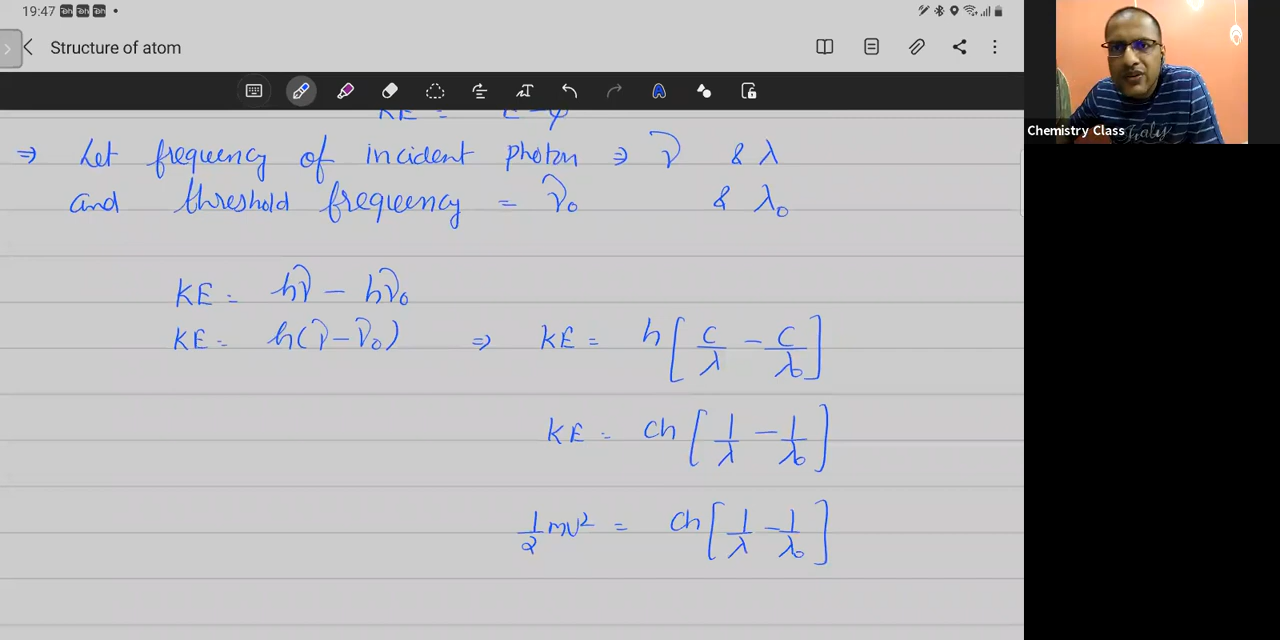 19:47
Structure of atom
KE = E − φ
⇒ Let frequency of incident photon ⇒ ν & λ
and threshold frequency = ν₀ & λ₀
KE = hν − hν₀
KE = h(ν − ν₀) ⇒ KE = h[c/λ − c/λ₀]
KE = ch[1/λ − 1/λ₀]
1/2 mv² = ch[1/λ − 1/λ₀]
Chemistry Class